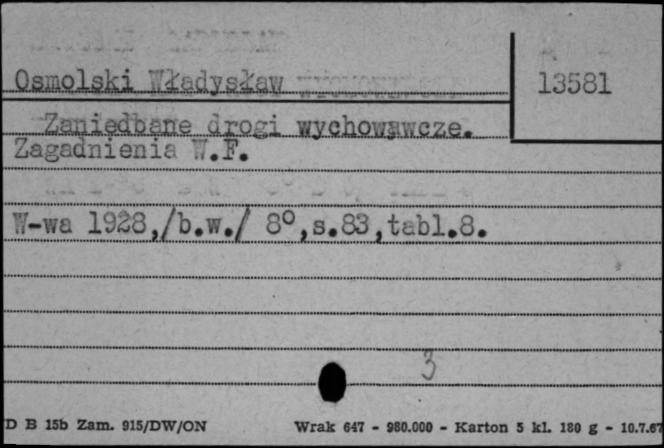 Osmolski Władysław
13581
Zaniedbane drogi wychowawcze.
Zagadnienia W.F.
W-wa 1928,/b.w./ 8º,s.83,tabl.8.
3
D B 15b Zam. 915/DW/ON Wrak 647 - 980.000 - Karton 5 kl. 180 g - 10.7.67